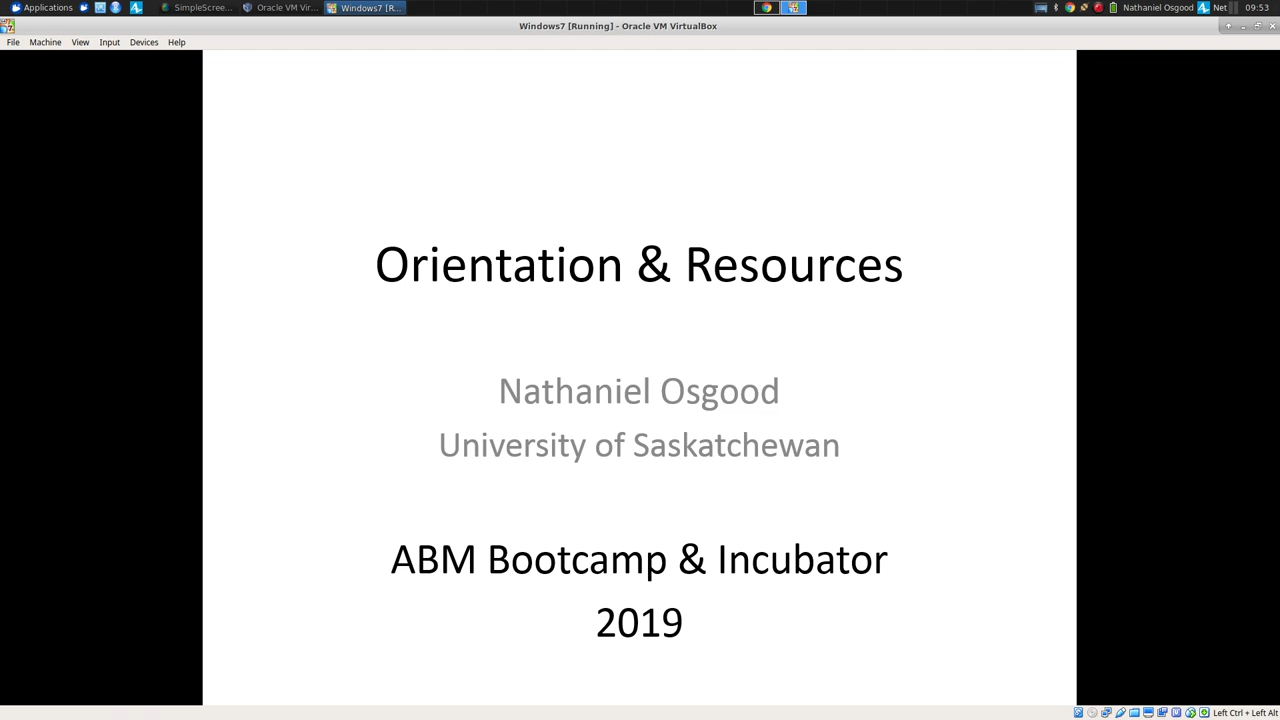 Applications
SimpleScree...
Oracle VM Vir...
Windows7 [R...
Nathaniel Osgood
Net
09:53
Windows7 [Running] - Oracle VM VirtualBox
File Machine View Input Devices Help
Orientation & Resources
Nathaniel Osgood
University of Saskatchewan
ABM Bootcamp & Incubator
2019
Left Ctrl + Left Alt